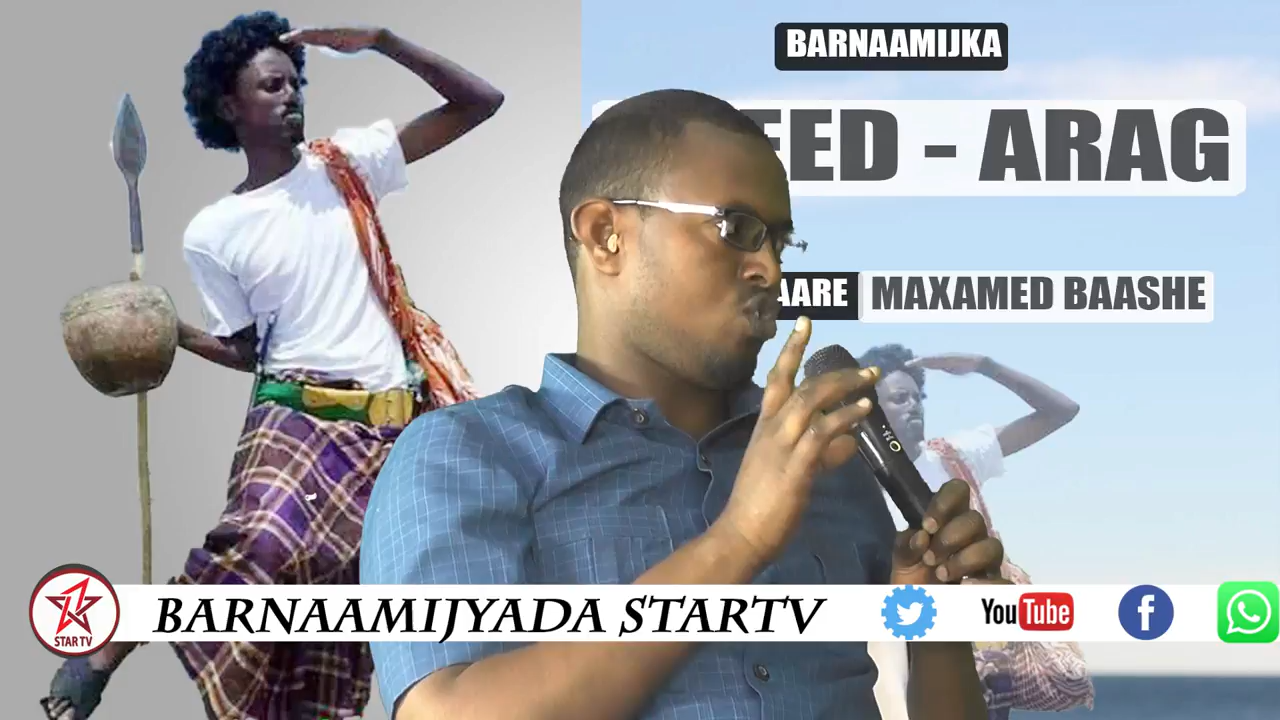 BARNAAMIJKA
EED - ARAG
AARE MAXAMED BAASHE
BARNAAMIJYADA STARTV
STAR TV
YouTube